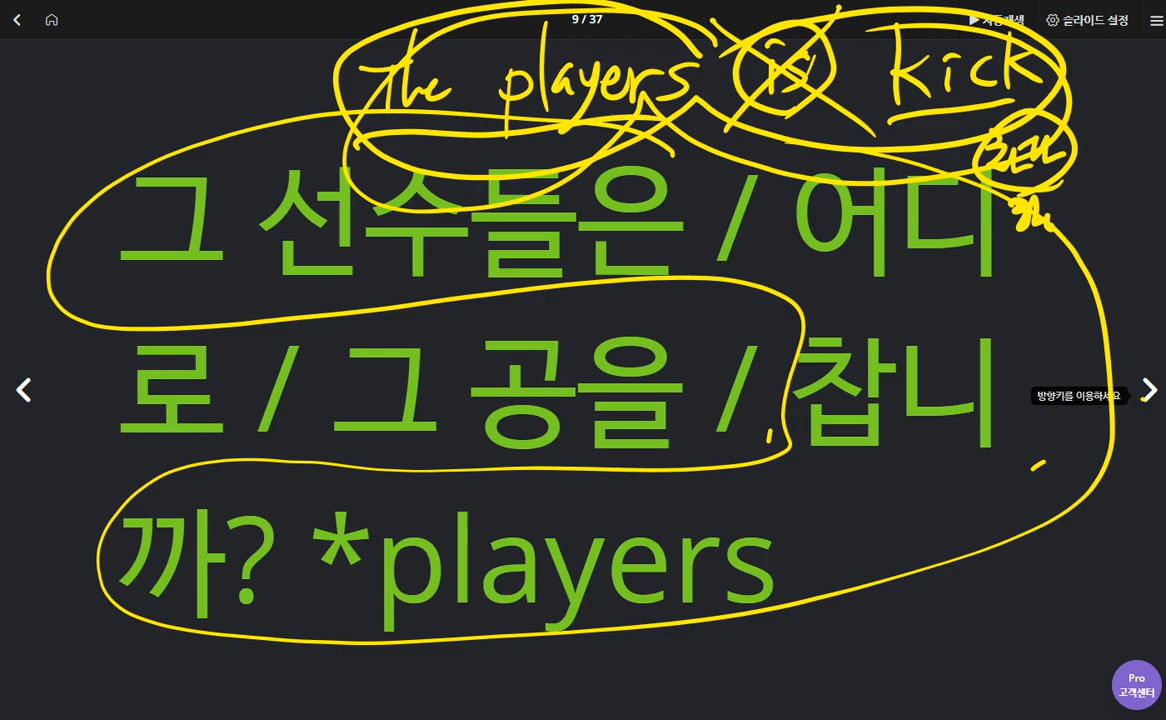 9 / 37
자동재생
슬라이드 설정
The players is kick
그 선수들은 / 어디
로 / 그 공을 / 찹니
까? *players
방향키를 이용하세요
Pro
고객센터